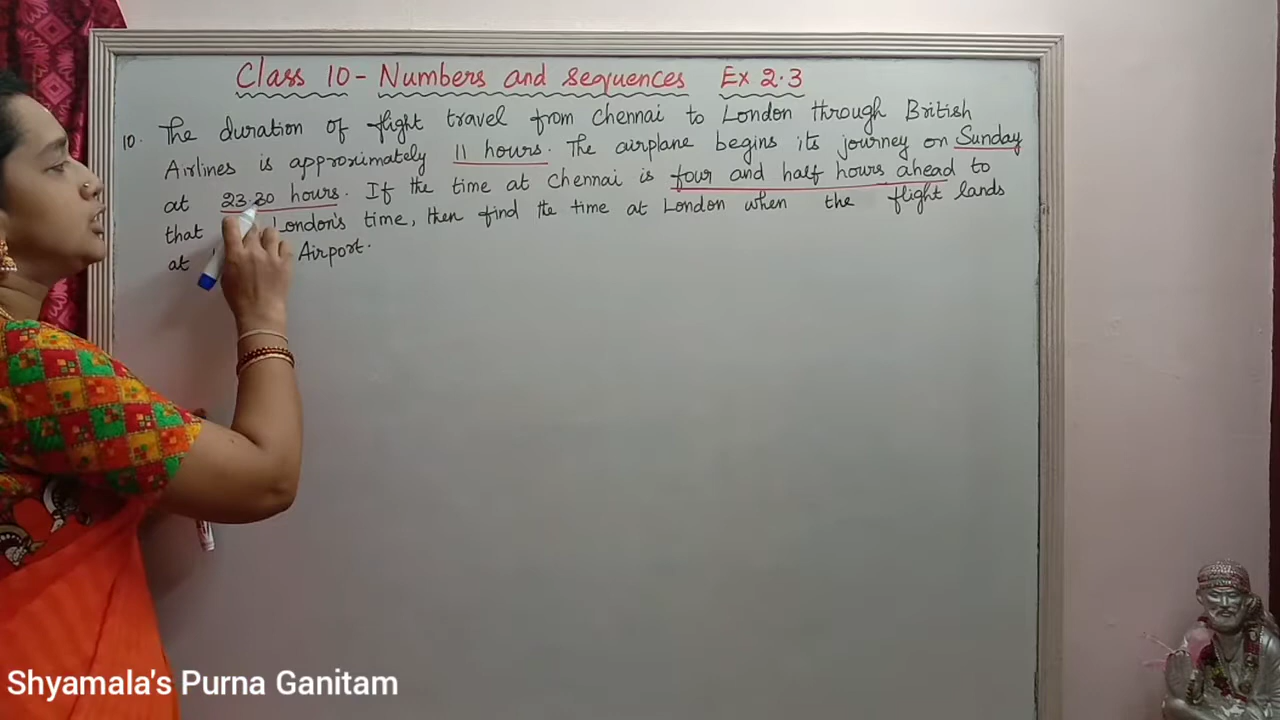 Class 10 - Numbers and sequences Ex 2.3
10. The duration of flight travel from Chennai to London through British
Airlines is approximately 11 hours. The airplane begins its journey on Sunday
at 23.30 hours. If the time at Chennai is four and half hours ahead to
that London's time, then find the time at London when the flight lands
at Airport.
Shyamala's Purna Ganitam